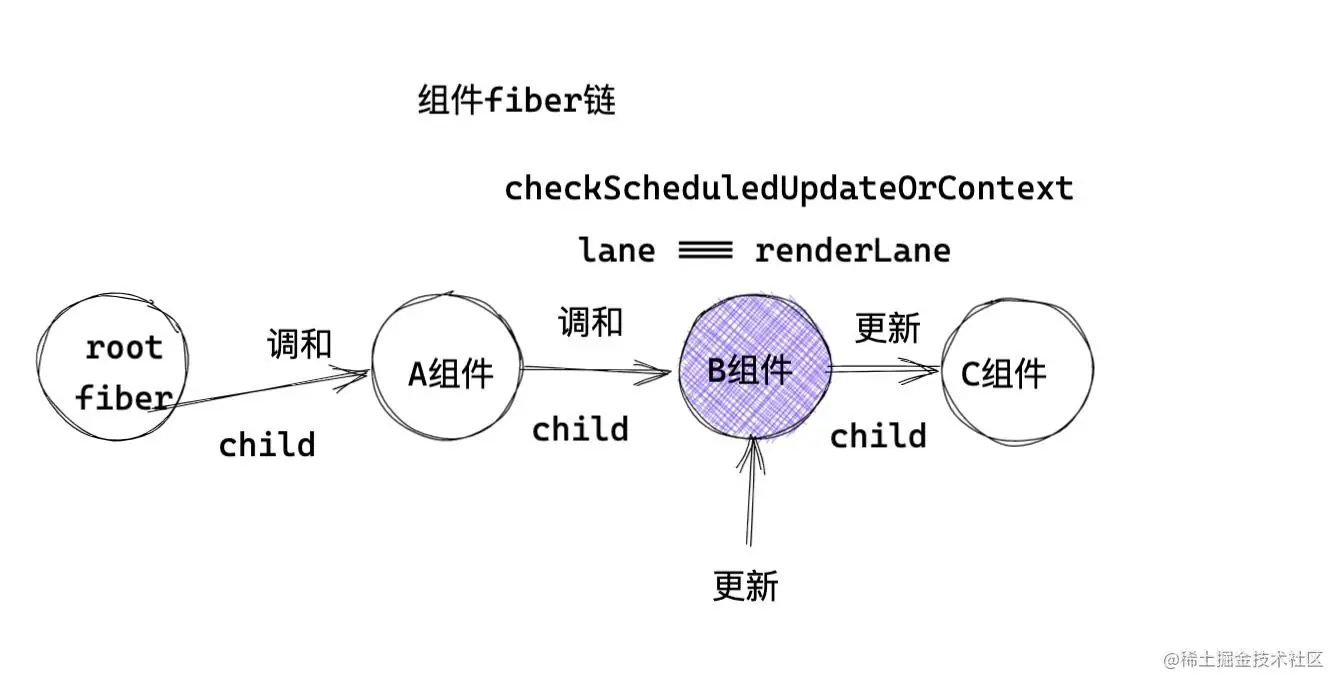 组件fiber链
checkScheduledUpdateOrContext
lane === renderLane
root
fiber
调和
child
A组件
调和
child
B组件
更新
child
C组件
更新
@稀土掘金技术社区